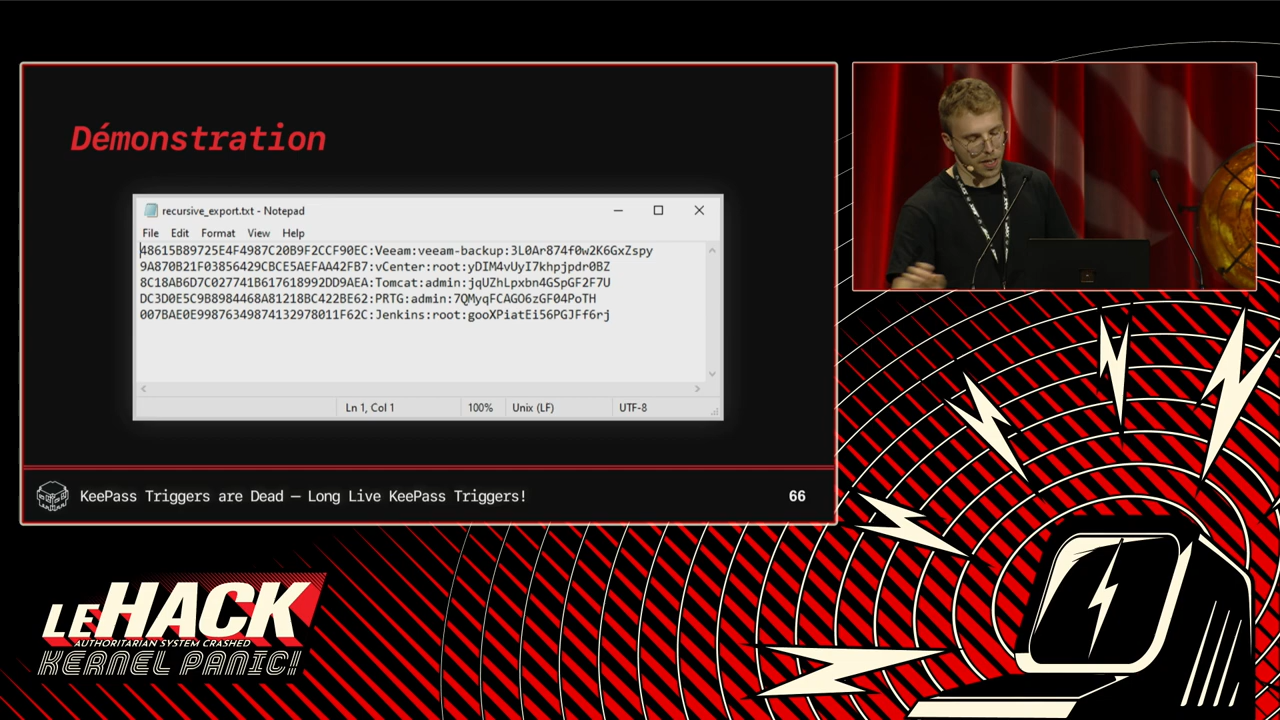 Démonstration
recursive_export.txt - Notepad
File Edit Format View Help
48615B89725E4F4987C20B9F2CCF90EC:Veeam:veeam-backup:3L0Ar874f0w2K6GxZspy
9A870B21F03856429CBCE5AEFAA42FB7:vCenter:root:yDIM4vUyI7khpjpdr0BZ
8C18AB6D7C027741B617618992DD9AEA:Tomcat:admin:jqUZhLpxbn4GSpGF2F7U
DC3D0E5C9B8984468A81218BC422BE62:PRTG:admin:7QMyqFCAGO6zGF04PoTH
007BAE0E99876349874132978011F62C:Jenkins:root:gooXPiatEi56PGJFf6rj
Ln 1, Col 1 100% Unix (LF) UTF-8
KeePass Triggers are Dead — Long Live KeePass Triggers! 66
LEHACK
AUTHORITARIAN SYSTEM CRASHED
KERNEL PANIC!